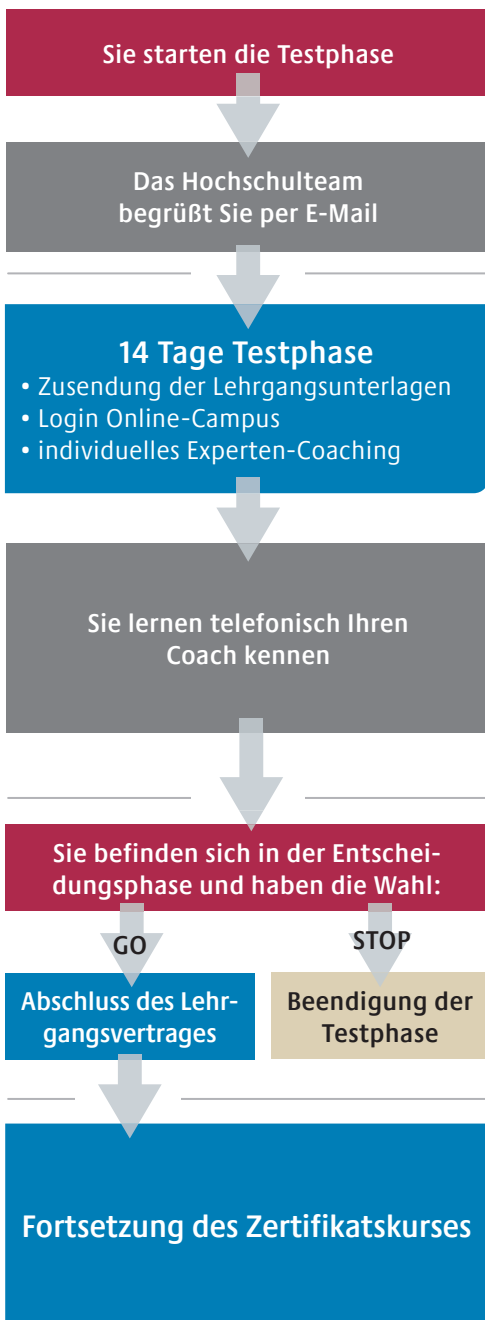 Sie starten die Testphase
Das Hochschulteam
begrüßt Sie per E-Mail
14 Tage Testphase
• Zusendung der Lehrgangsunterlagen
• Login Online-Campus
• individuelles Experten-Coaching
Sie lernen telefonisch Ihren
Coach kennen
Sie befinden sich in der Entschei-
dungsphase und haben die Wahl:
GO
STOP
Abschluss des Lehr-
gangsvertrages
Beendigung der
Testphase
Fortsetzung des Zertifikatskurses